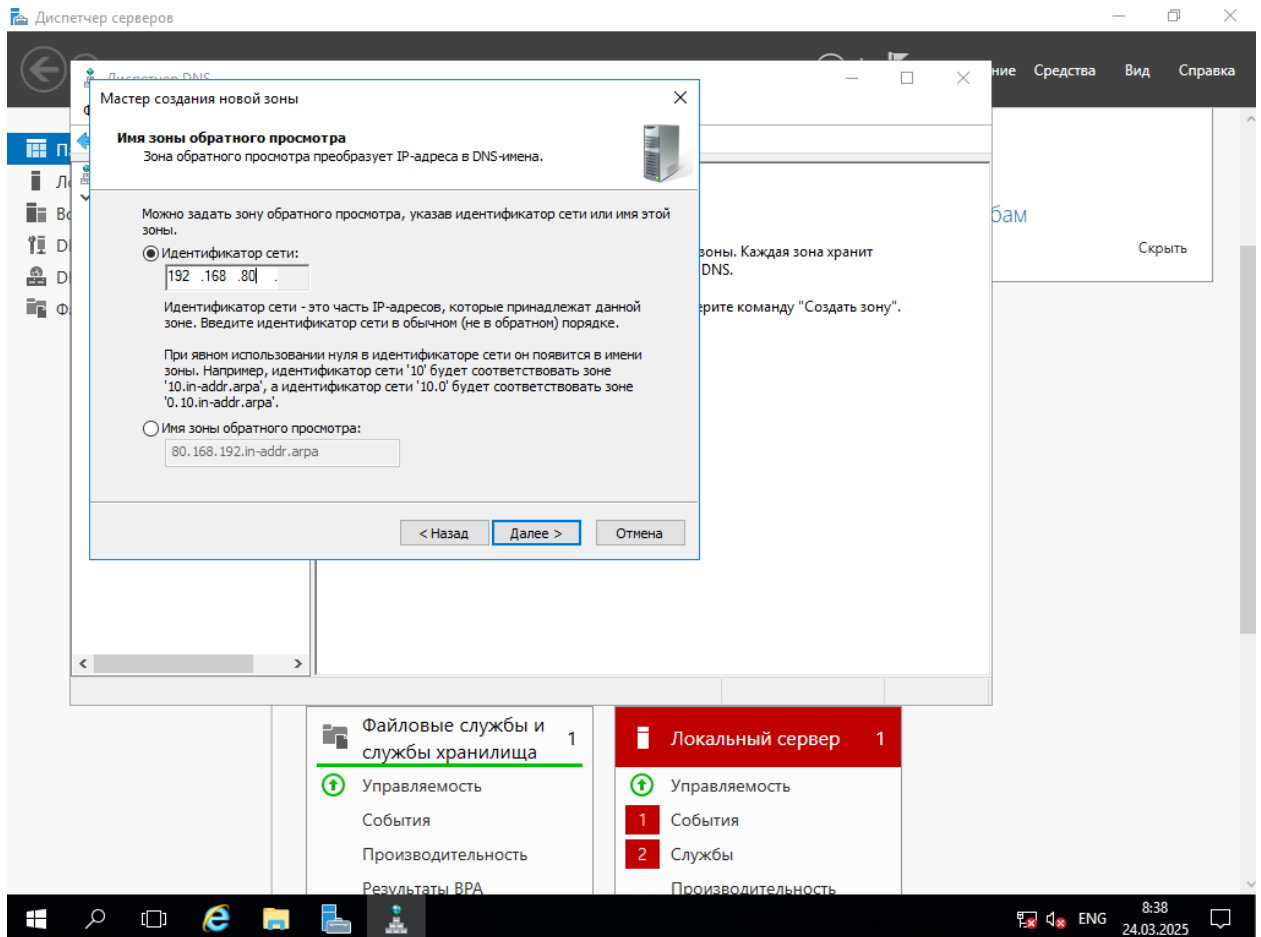 Диспетчер серверов
Диспетчер DNS
Средства
Вид
Справка
Мастер создания новой зоны
Имя зоны обратного просмотра
Зона обратного просмотра преобразует IP-адреса в DNS-имена.
Можно задать зону обратного просмотра, указав идентификатор сети или имя этой
зоны.
Идентификатор сети:
192 .168 .80 .
Идентификатор сети - это часть IP-адресов, которые принадлежат данной
зоне. Введите идентификатор сети в обычном (не в обратном) порядке.
При явном использовании нуля в идентификаторе сети он появится в имени
зоны. Например, идентификатор сети '10' будет соответствовать зоне
'10.in-addr.arpa', а идентификатор сети '10.0' будет соответствовать зоне
'0.10.in-addr.arpa'.
Имя зоны обратного просмотра:
80.168.192.in-addr.arpa
< Назад
Далее >
Отмена
зоны. Каждая зона хранит
DNS.
ерите команду "Создать зону".
бам
Скрыть
Файловые службы и
службы хранилища
1
Управляемость
События
Производительность
Результаты BPA
Локальный сервер 1
Управляемость
1 События
2 Службы
Производительность
ENG
8:38
24.03.2025